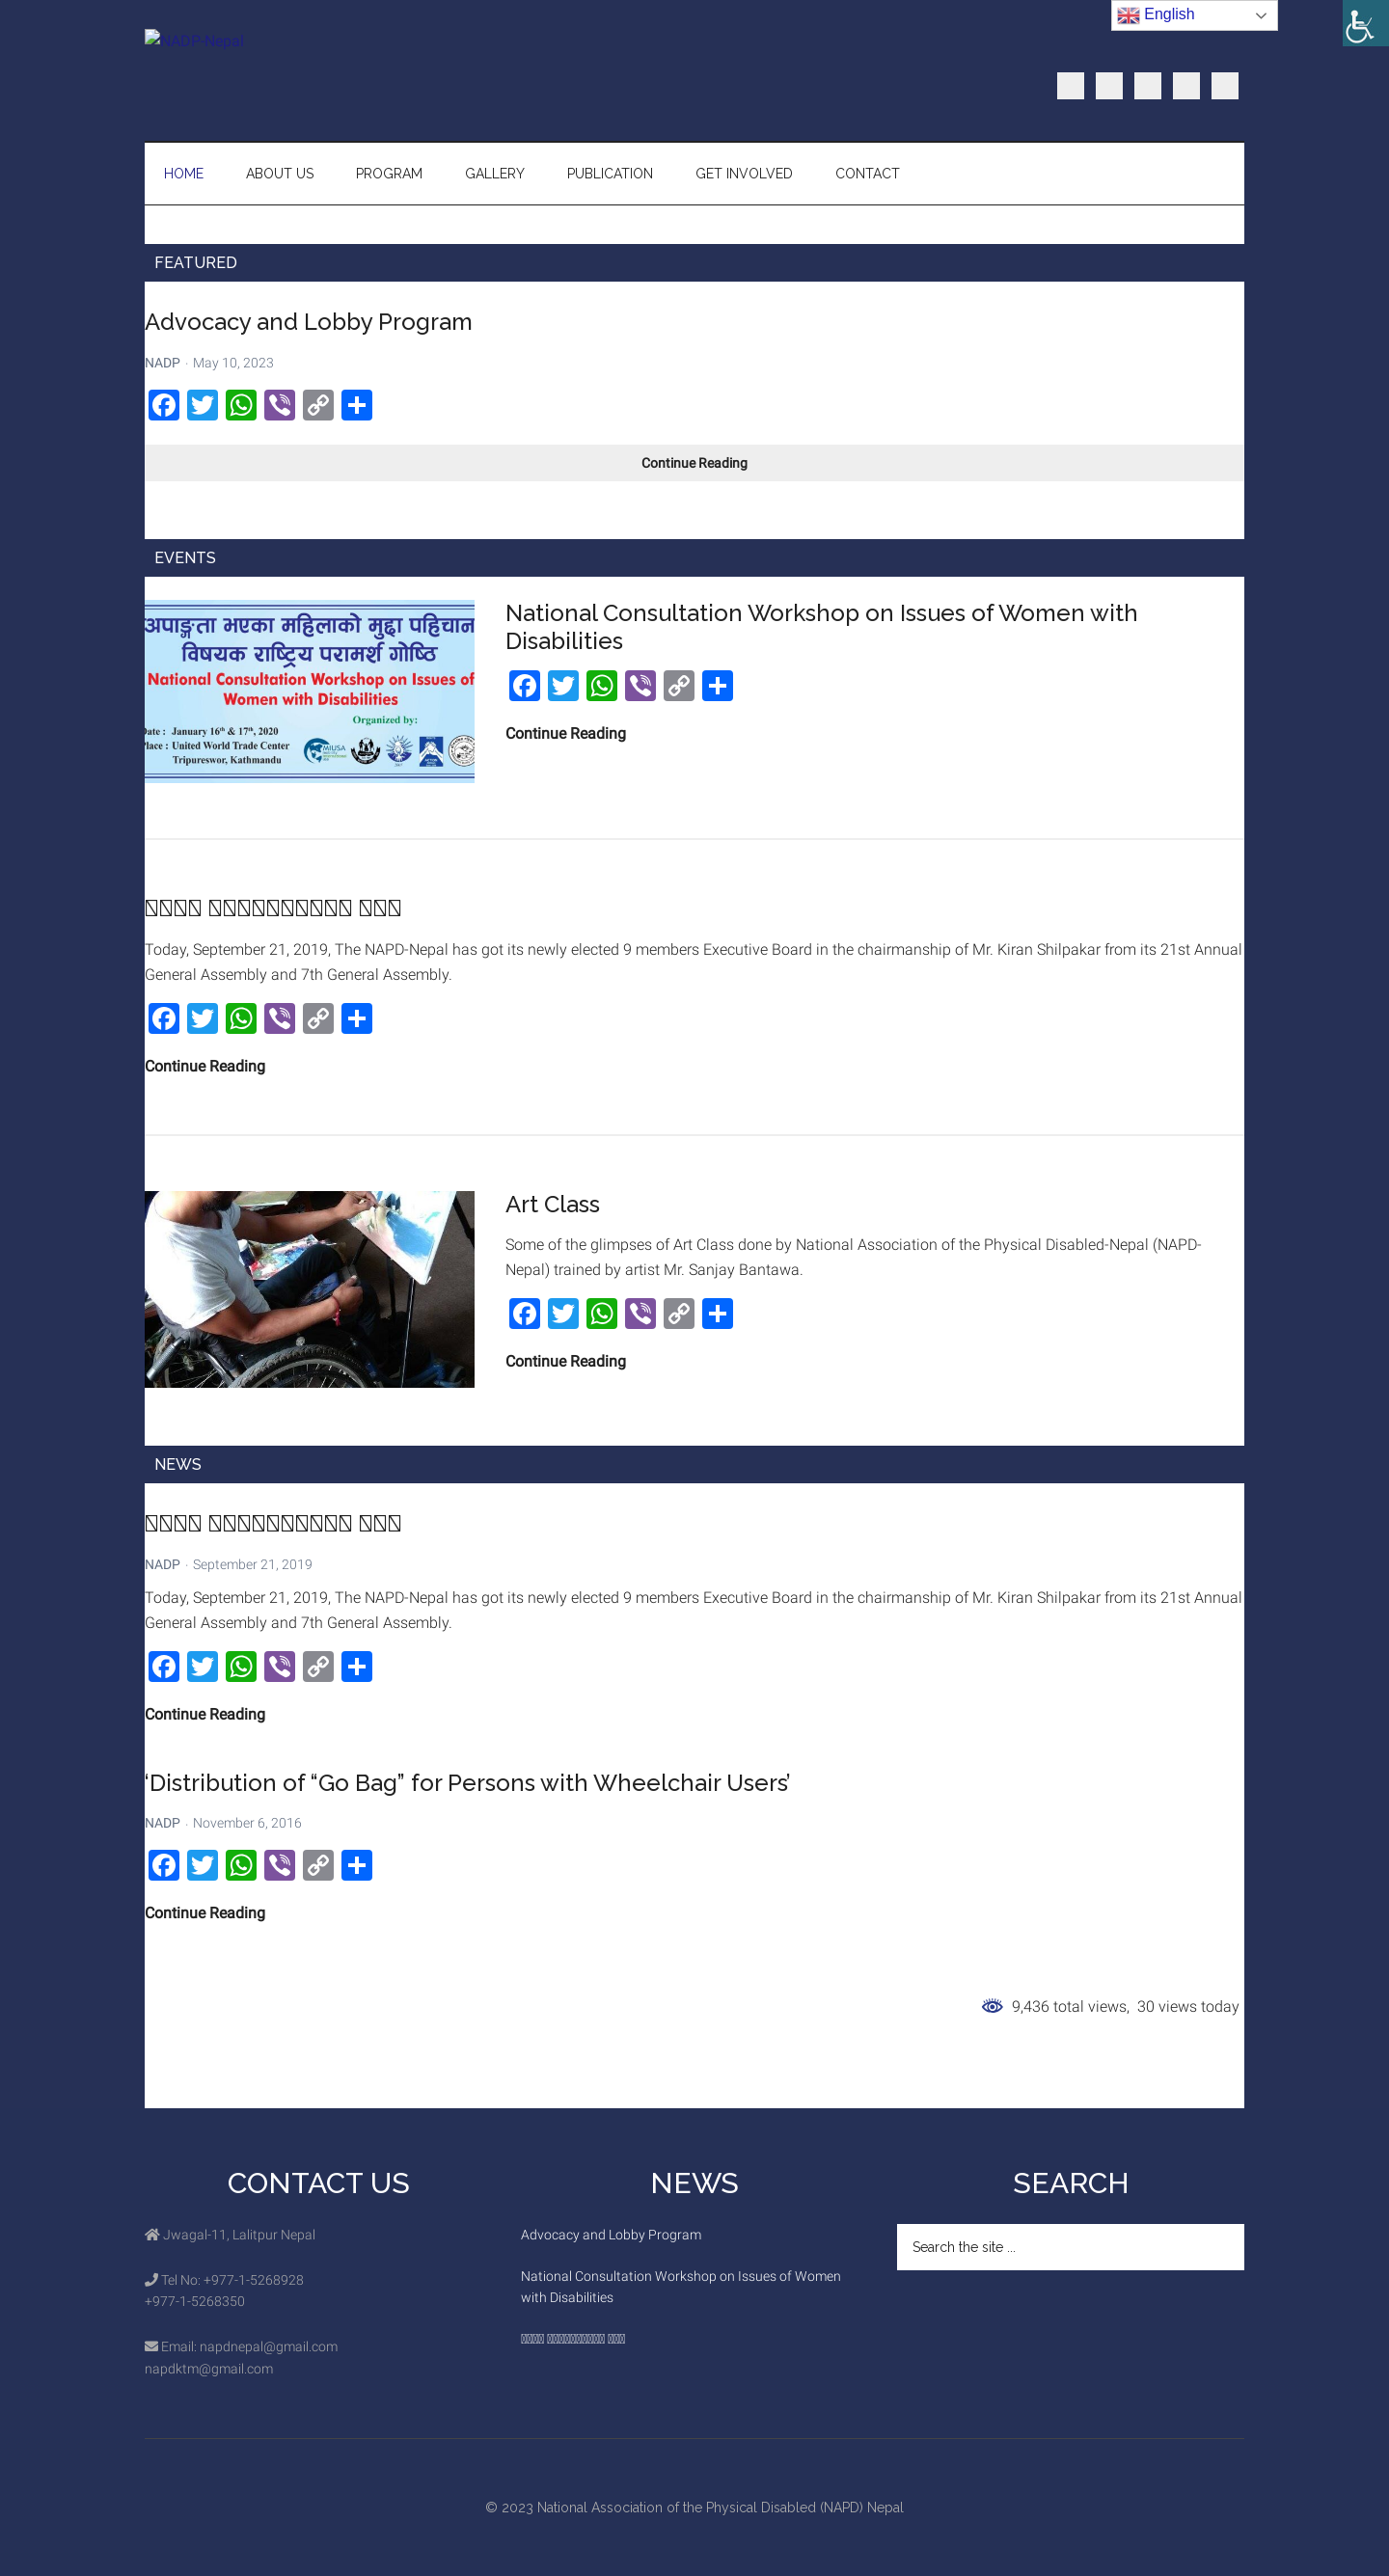 English
NADP-Nepal
HOME ABOUT US PROGRAM GALLERY PUBLICATION GET INVOLVED CONTACT
FEATURED
Advocacy and Lobby Program
NADP · May 10, 2023
Continue Reading
EVENTS
अपाङ्गता भएका महिलाको मुद्दा पहिचान
विषयक राष्ट्रिय परामर्श गोष्ठि
National Consultation Workshop on Issues of
Women with Disabilities
Organized by:
Date : January 16th & 17th, 2020
Place : United World Trade Center
Tripureswor, Kathmandu
MIUSA
National Consultation Workshop on Issues of Women with
Disabilities
Continue Reading
Today, September 21, 2019, The NAPD-Nepal has got its newly elected 9 members Executive Board in the chairmanship of Mr. Kiran Shilpakar from its 21st Annual
General Assembly and 7th General Assembly.
Continue Reading
Art Class
Some of the glimpses of Art Class done by National Association of the Physical Disabled-Nepal (NAPD-
Nepal) trained by artist Mr. Sanjay Bantawa.
Continue Reading
NEWS
NADP · September 21, 2019
Today, September 21, 2019, The NAPD-Nepal has got its newly elected 9 members Executive Board in the chairmanship of Mr. Kiran Shilpakar from its 21st Annual
General Assembly and 7th General Assembly.
Continue Reading
‘Distribution of “Go Bag” for Persons with Wheelchair Users’
NADP · November 6, 2016
Continue Reading
9,436 total views, 30 views today
CONTACT US
Jwagal-11, Lalitpur Nepal
Tel No: +977-1-5268928
+977-1-5268350
Email: napdnepal@gmail.com
napdktm@gmail.com
NEWS
Advocacy and Lobby Program
National Consultation Workshop on Issues of Women
with Disabilities
SEARCH
Search the site ...
© 2023 National Association of the Physical Disabled (NAPD) Nepal